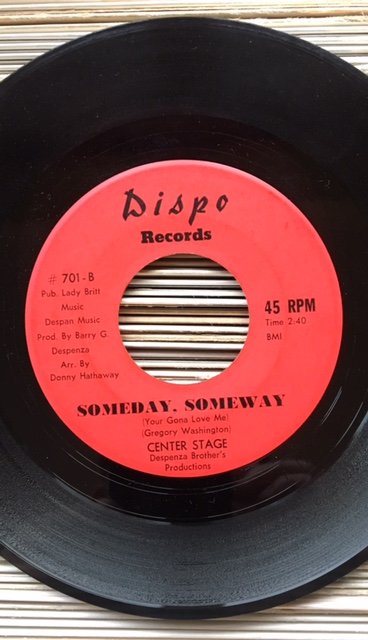 Dispo
Records
# 701-B
Pub. Lady Britt
Music
Despan Music
Prod. By Barry G.
Despenza
Arr. By
Donny Hathaway
45 RPM
Time 2:40
BMI
SOMEDAY, SOMEWAY
(Your Gona Love Me)
(Gregory Washington)
CENTER STAGE
Despenza Brother's
Productions